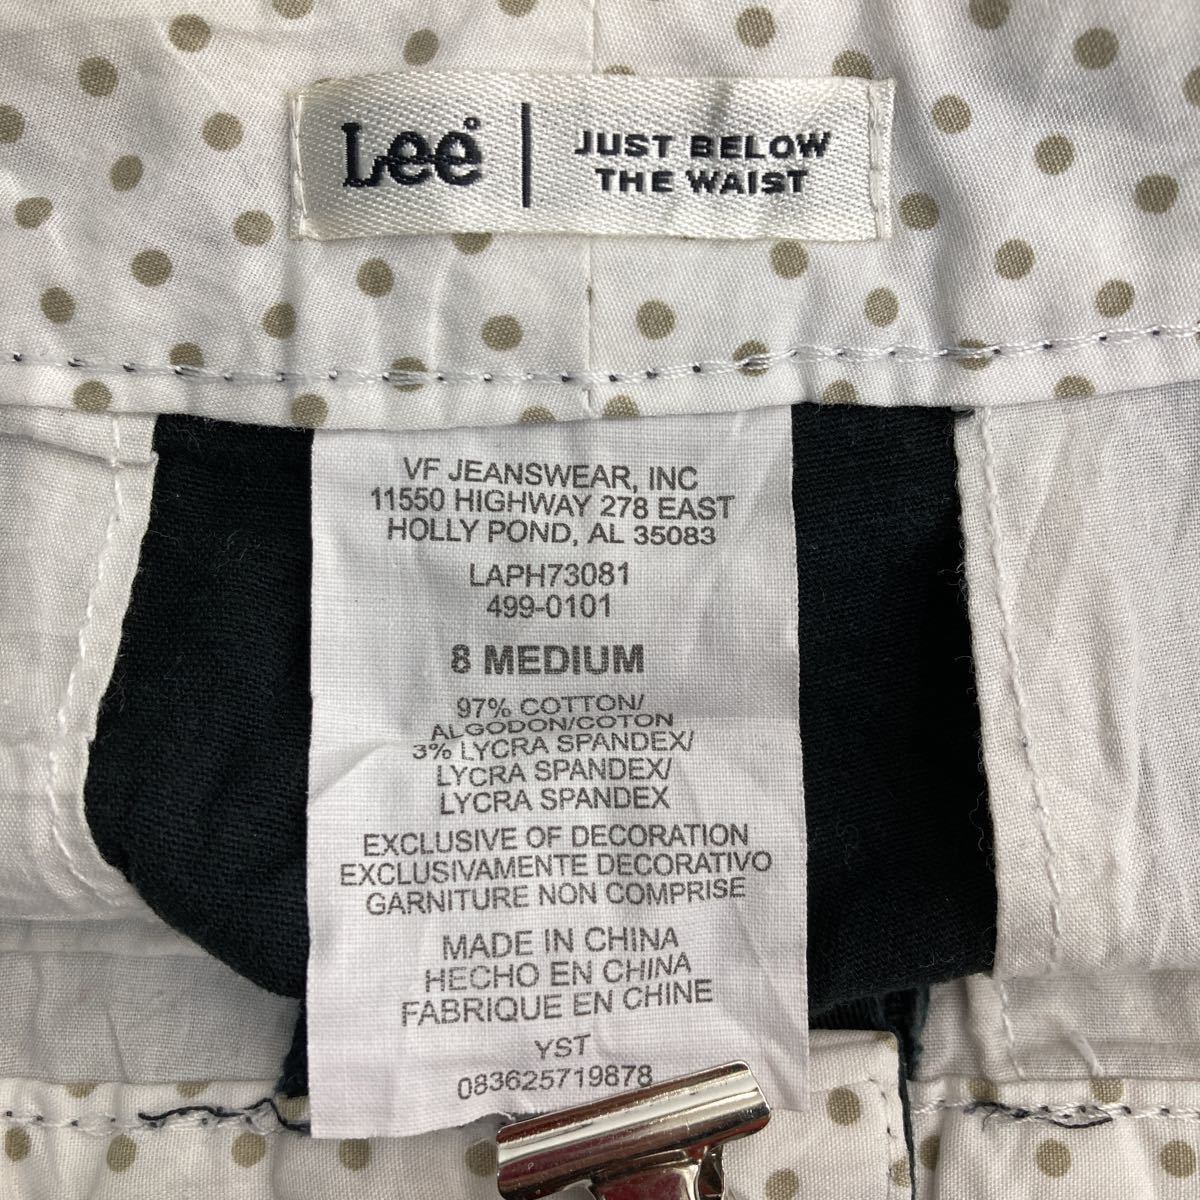 Lee° | JUST BELOW
THE WAIST
VF JEANSWEAR, INC
11550 HIGHWAY 278 EAST
HOLLY POND, AL 35083
LAPH73081
499-0101
8 MEDIUM
97% COTTON/
ALGODON/COTON
3% LYCRA SPANDEX/
LYCRA SPANDEX/
LYCRA SPANDEX
EXCLUSIVE OF DECORATION
EXCLUSIVAMENTE DECORATIVO
GARNITURE NON COMPRISE
MADE IN CHINA
HECHO EN CHINA
FABRIQUE EN CHINE
YST
083625719878